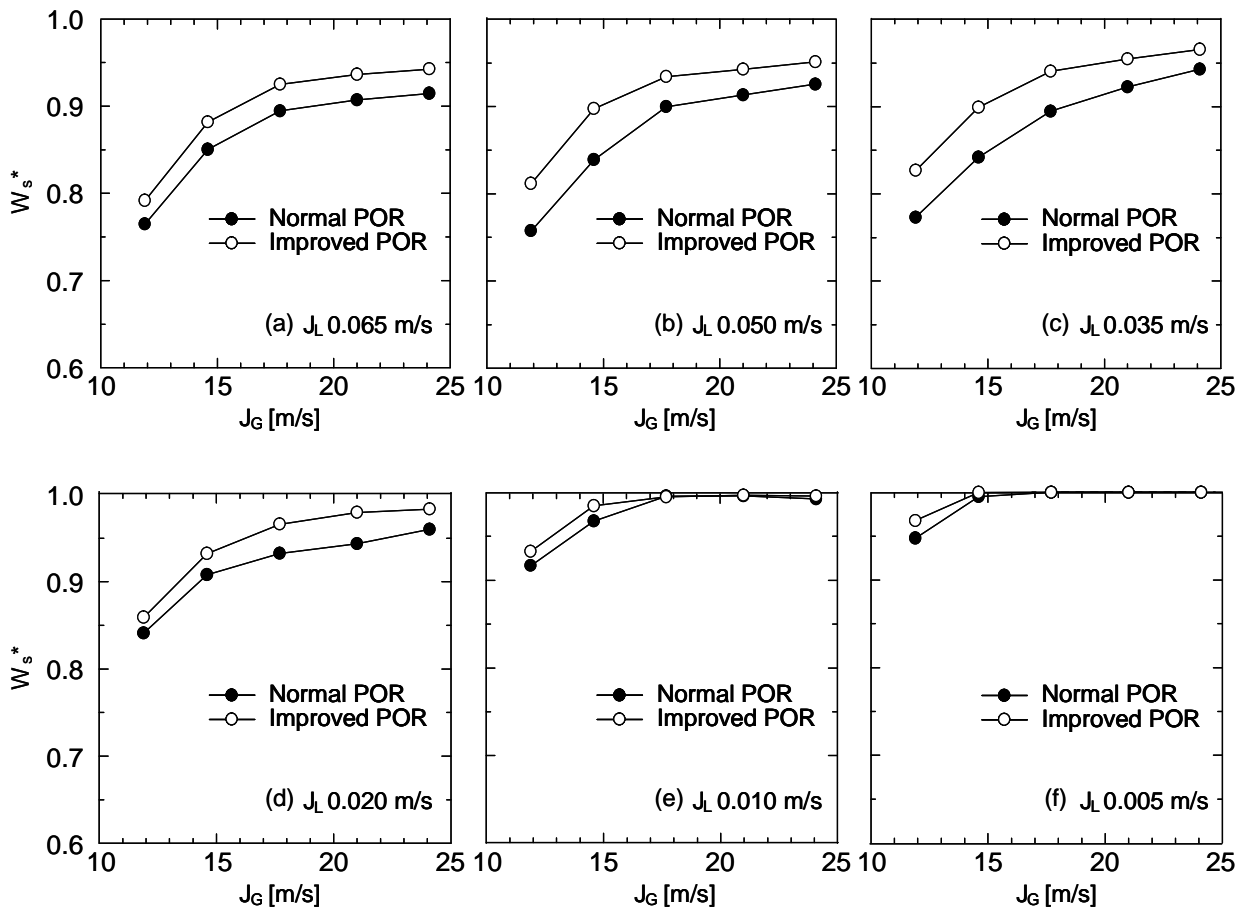 1.0
0.9
0.8
0.7
0.6
W_s*
Normal POR
Improved POR
(a) J_L 0.065 m/s
10 15 20 25
J_G [m/s]
Normal POR
Improved POR
(b) J_L 0.050 m/s
10 15 20 25
J_G [m/s]
Normal POR
Improved POR
(c) J_L 0.035 m/s
10 15 20 25
J_G [m/s]
1.0
0.9
0.8
0.7
0.6
W_s*
Normal POR
Improved POR
(d) J_L 0.020 m/s
10 15 20 25
J_G [m/s]
Normal POR
Improved POR
(e) J_L 0.010 m/s
10 15 20 25
J_G [m/s]
Normal POR
Improved POR
(f) J_L 0.005 m/s
10 15 20 25
J_G [m/s]